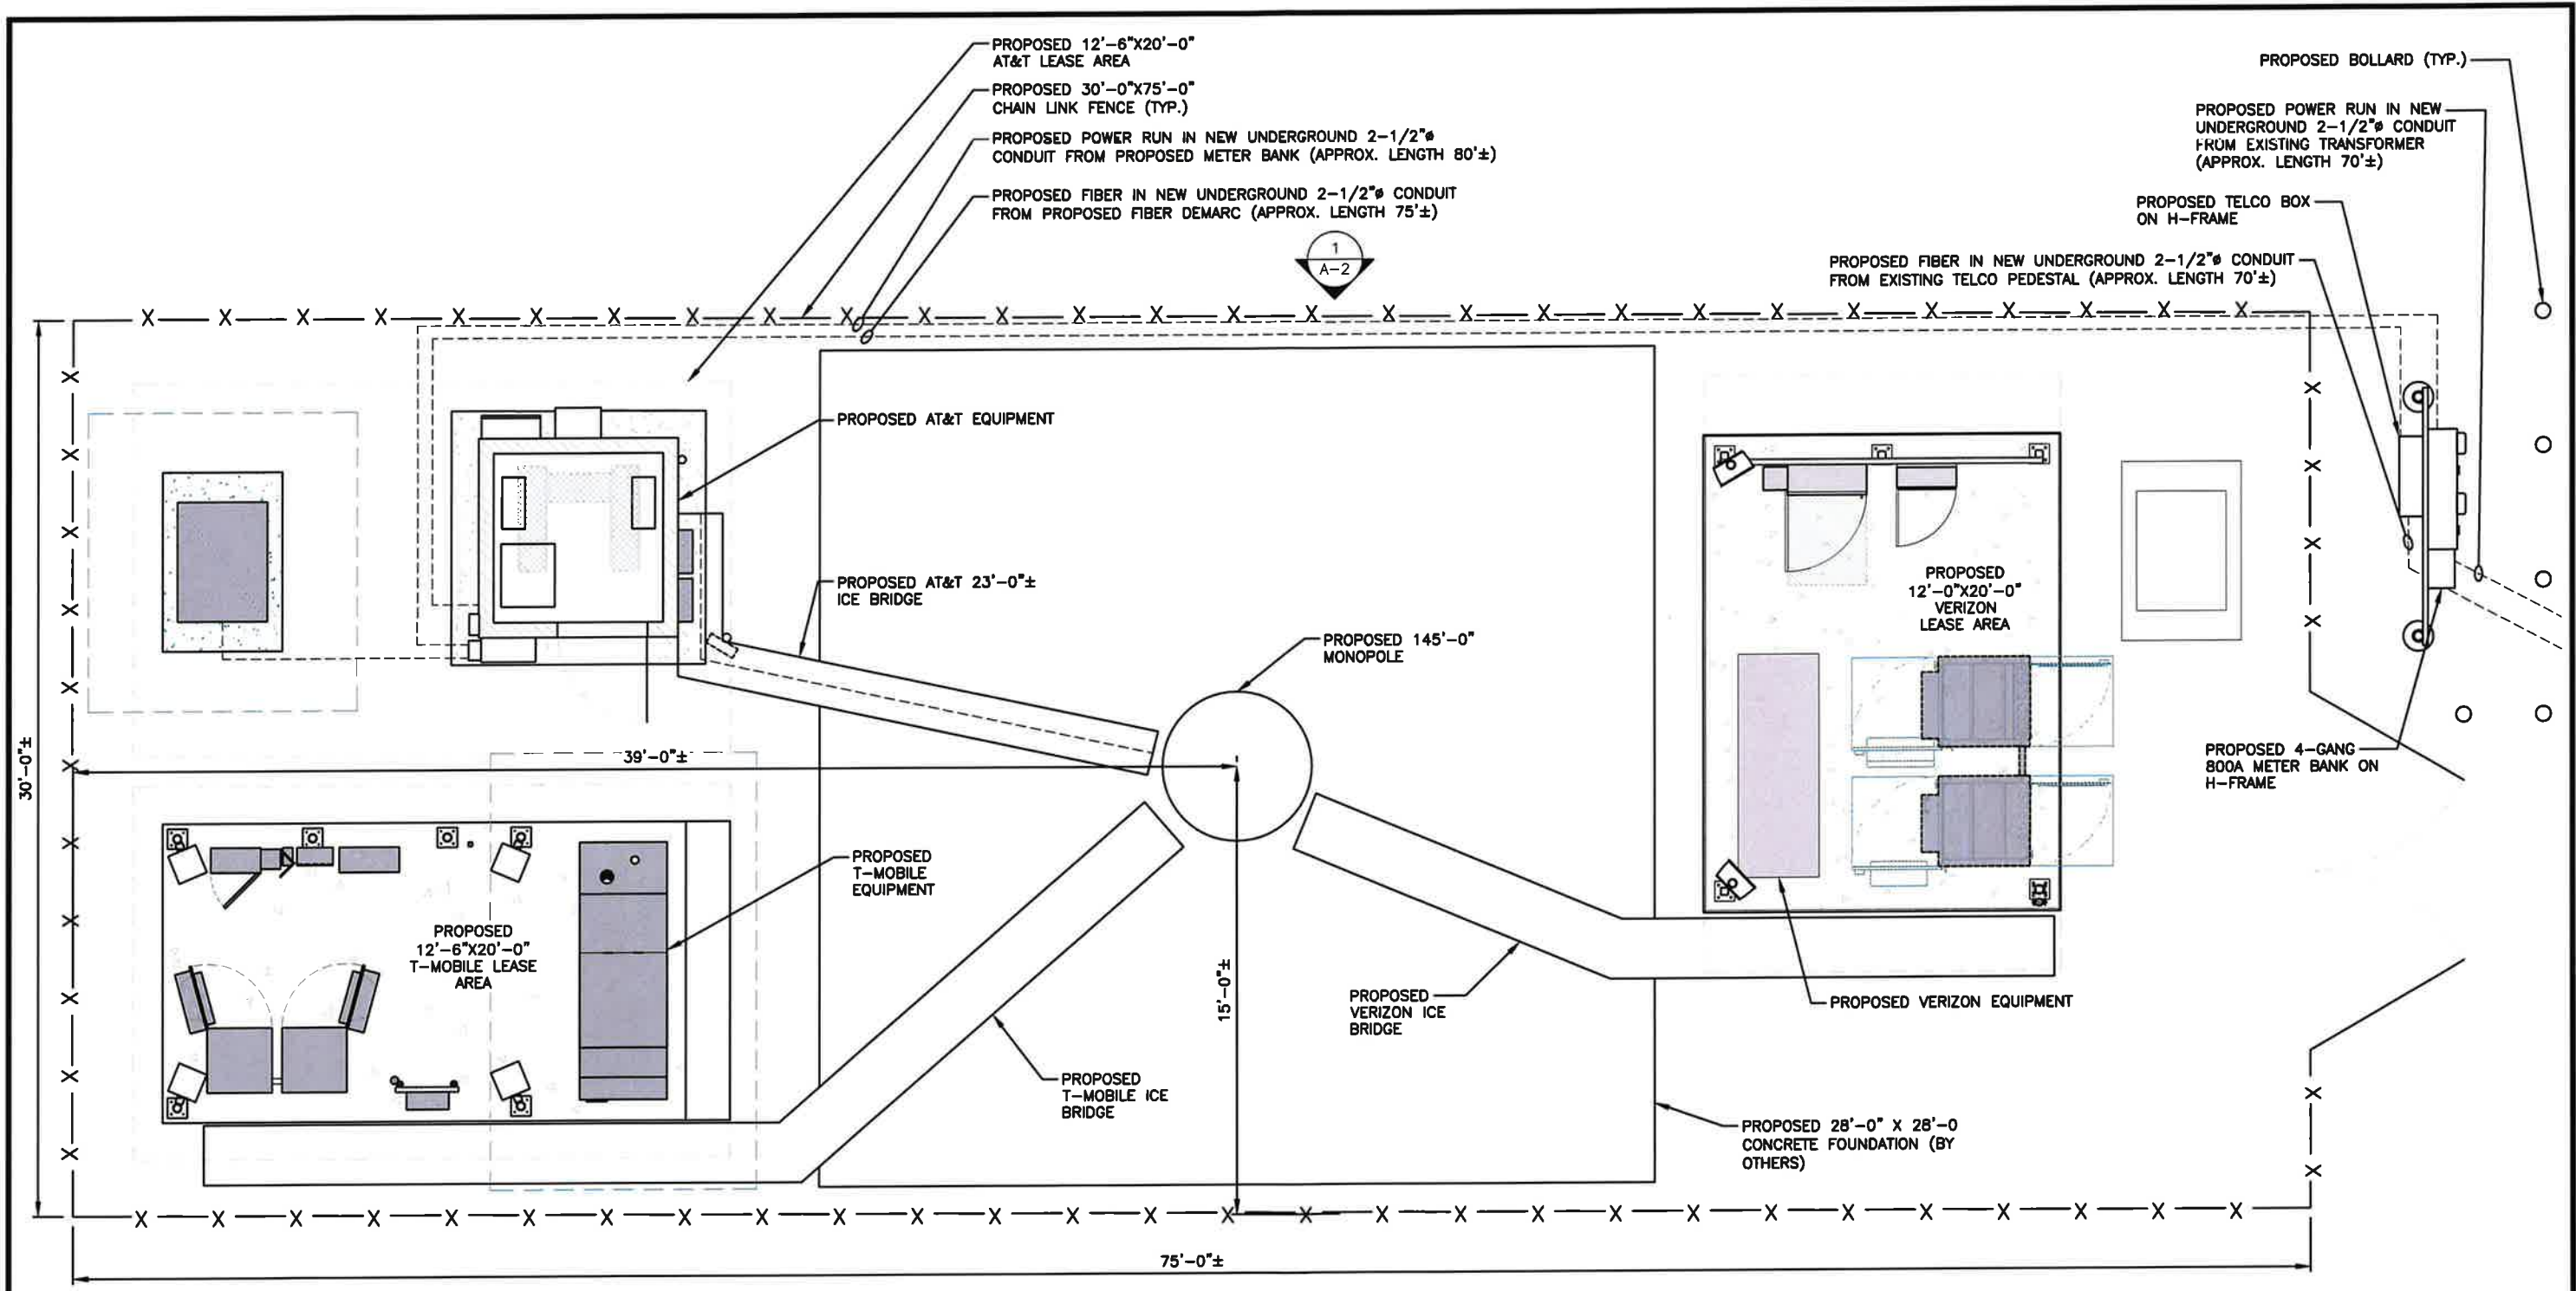 PROPOSED 12'-6"X20'-0"
AT&T LEASE AREA
PROPOSED 30'-0"X75'-0"
CHAIN LINK FENCE (TYP.)
PROPOSED POWER RUN IN NEW UNDERGROUND 2-1/2"ø
CONDUIT FROM PROPOSED METER BANK (APPROX. LENGTH 80'±)
PROPOSED FIBER IN NEW UNDERGROUND 2-1/2"ø CONDUIT
FROM PROPOSED FIBER DEMARC (APPROX. LENGTH 75'±)
1
A-2
PROPOSED BOLLARD (TYP.)
PROPOSED POWER RUN IN NEW
UNDERGROUND 2-1/2"ø CONDUIT
FROM EXISTING TRANSFORMER
(APPROX. LENGTH 70'±)
PROPOSED TELCO BOX
ON H-FRAME
PROPOSED FIBER IN NEW UNDERGROUND 2-1/2"ø CONDUIT
FROM EXISTING TELCO PEDESTAL (APPROX. LENGTH 70'±)
PROPOSED AT&T EQUIPMENT
PROPOSED AT&T 23'-0"±
ICE BRIDGE
PROPOSED 145'-0"
MONOPOLE
PROPOSED
12'-0"X20'-0"
VERIZON
LEASE AREA
30'-0"±
39'-0"±
PROPOSED 4-GANG
800A METER BANK ON
H-FRAME
PROPOSED
T-MOBILE
EQUIPMENT
PROPOSED
12'-6"X20'-0"
T-MOBILE LEASE
AREA
15'-0"±
PROPOSED
VERIZON ICE
BRIDGE
PROPOSED VERIZON EQUIPMENT
PROPOSED
T-MOBILE ICE
BRIDGE
PROPOSED 28'-0" X 28'-0
CONCRETE FOUNDATION (BY
OTHERS)
75'-0"±